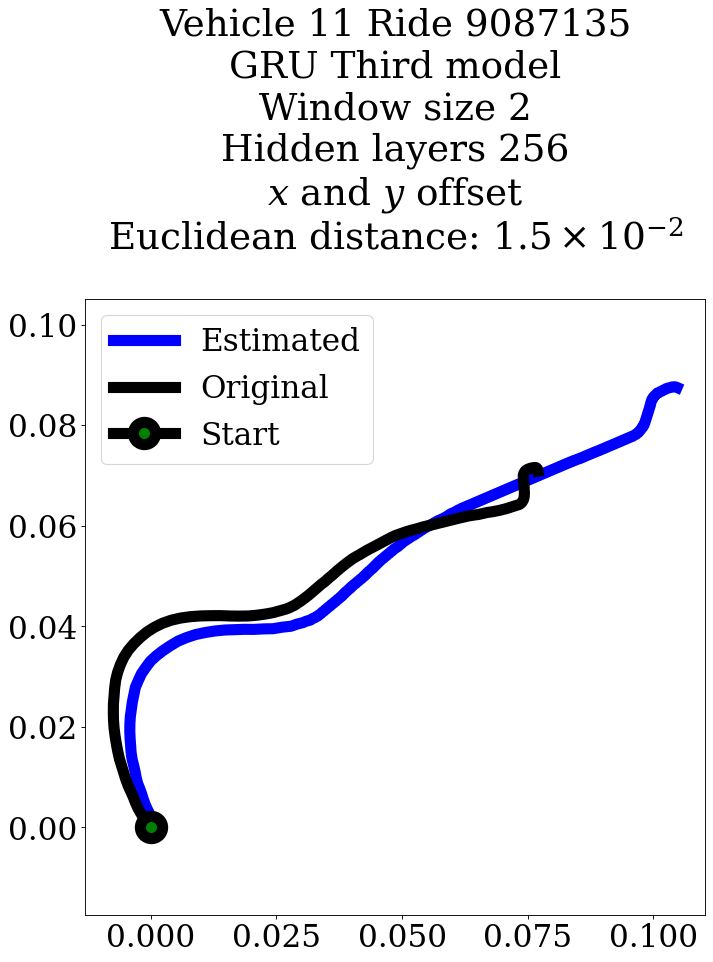 Vehicle 11 Ride 9087135
GRU Third model
Window size 2
Hidden layers 256
x and y offset
Euclidean distance: 1.5 × 10⁻²
Estimated
Original
Start
0.10
0.08
0.06
0.04
0.02
0.00
0.000 0.025 0.050 0.075 0.100